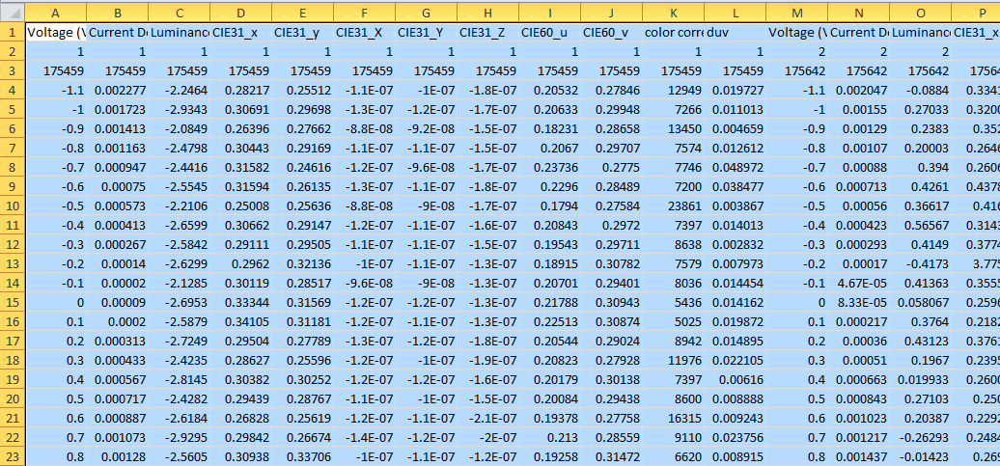 A B C D E F G H I J K L M N O P
1 Voltage (V Current De Luminance CIE31_x CIE31_y CIE31_X CIE31_Y CIE31_Z CIE60_u CIE60_v color corre duv Voltage (V Current De Luminance CIE31_x
2 1 1 1 1 1 1 1 1 1 1 1 1 2 2 2
3 175459 175459 175459 175459 175459 175459 175459 175459 175459 175459 175459 175459 175642 175642 175642 1756
4 -1.1 0.002277 -2.2464 0.28217 0.25512 -1.1E-07 -1E-07 -1.8E-07 0.20532 0.27846 12949 0.019727 -1.1 0.002047 -0.0884 0.334
5 -1 0.001723 -2.9343 0.30691 0.29698 -1.3E-07 -1.2E-07 -1.7E-07 0.20633 0.29948 7266 0.011013 -1 0.00155 0.27033 0.320
6 -0.9 0.001413 -2.0849 0.26396 0.27662 -8.8E-08 -9.2E-08 -1.5E-07 0.18231 0.28658 13450 0.004659 -0.9 0.00129 0.2383 0.352
7 -0.8 0.001163 -2.4798 0.30443 0.29169 -1.1E-07 -1.1E-07 -1.5E-07 0.2067 0.29707 7574 0.012612 -0.8 0.00107 0.20003 0.264
8 -0.7 0.000947 -2.4416 0.31582 0.24616 -1.2E-07 -9.6E-08 -1.7E-07 0.23736 0.2775 7746 0.048972 -0.7 0.00088 0.394 0.260
9 -0.6 0.00075 -2.5545 0.31594 0.26135 -1.3E-07 -1.1E-07 -1.8E-07 0.2296 0.28489 7200 0.038477 -0.6 0.000713 0.4261 0.437
10 -0.5 0.000573 -2.2106 0.25008 0.25636 -8.8E-08 -9E-08 -1.7E-07 0.1794 0.27584 23861 0.003867 -0.5 0.00056 0.36617 0.416
11 -0.4 0.000413 -2.6599 0.30662 0.29147 -1.2E-07 -1.1E-07 -1.6E-07 0.20843 0.2972 7397 0.014013 -0.4 0.000423 0.56567 0.314
12 -0.3 0.000267 -2.5842 0.29111 0.29505 -1.1E-07 -1.1E-07 -1.5E-07 0.19543 0.29711 8638 0.002832 -0.3 0.000293 0.4149 0.377
13 -0.2 0.00014 -2.6299 0.2962 0.32136 -1E-07 -1.1E-07 -1.3E-07 0.18915 0.30782 7579 0.007973 -0.2 0.00017 -0.4173 3.775
14 -0.1 0.00002 -2.1285 0.30119 0.28517 -9.6E-08 -9E-08 -1.3E-07 0.20701 0.29401 8036 0.014454 -0.1 4.67E-05 0.41363 0.355
15 0 0.00009 -2.6953 0.33344 0.31569 -1.2E-07 -1.2E-07 -1.3E-07 0.21788 0.30943 5436 0.014162 0 8.33E-05 0.058067 0.259
16 0.1 0.0002 -2.5879 0.34105 0.31181 -1.2E-07 -1.1E-07 -1.2E-07 0.22513 0.30874 5025 0.019872 0.1 0.000217 0.3764 0.218
17 0.2 0.000313 -2.7249 0.29504 0.27789 -1.3E-07 -1.2E-07 -1.8E-07 0.20544 0.29024 8942 0.014895 0.2 0.00036 0.43123 0.376
18 0.3 0.000433 -2.4235 0.28627 0.25596 -1.2E-07 -1E-07 -1.9E-07 0.20823 0.27928 11976 0.022105 0.3 0.00051 0.1967 0.239
19 0.4 0.000567 -2.8145 0.30382 0.30252 -1.2E-07 -1.2E-07 -1.6E-07 0.20179 0.30138 7397 0.00616 0.4 0.000663 0.019933 0.260
20 0.5 0.000717 -2.4282 0.29439 0.28767 -1.1E-07 -1E-07 -1.5E-07 0.20084 0.29438 8600 0.008888 0.5 0.000843 0.27103 0.25
21 0.6 0.000887 -2.6184 0.26828 0.25619 -1.2E-07 -1.1E-07 -2.1E-07 0.19378 0.27758 16315 0.009243 0.6 0.001023 0.20387 0.229
22 0.7 0.001073 -2.9295 0.29842 0.26674 -1.4E-07 -1.2E-07 -2E-07 0.213 0.28559 9110 0.023756 0.7 0.001217 -0.26293 0.248
23 0.8 0.00128 -2.5605 0.30938 0.33706 -1E-07 -1.1E-07 -1.2E-07 0.19258 0.31472 6620 0.008915 0.8 0.001437 -0.01423 0.26